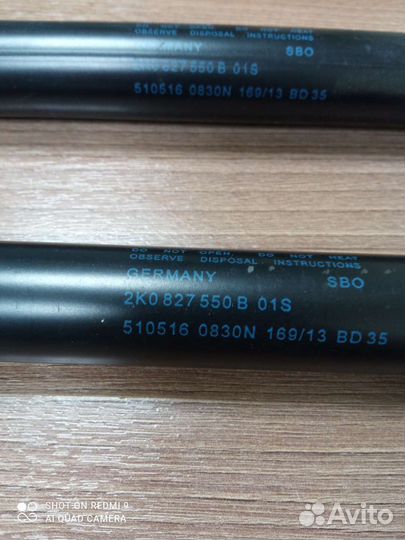 DO NOT OPEN, DO NOT HEAT
OBSERVE DISPOSAL INSTRUCTIONS
GERMANY SBO
2K0 827 550 B 01S
510516 0830N 169/13 BD 35
DO NOT OPEN, DO NOT HEAT
OBSERVE DISPOSAL INSTRUCTIONS
GERMANY SBO
2K0 827 550 B 01S
510516 0830N 169/13 BD 35
SHOT ON REDMI 9
AI QUAD CAMERA
Avito